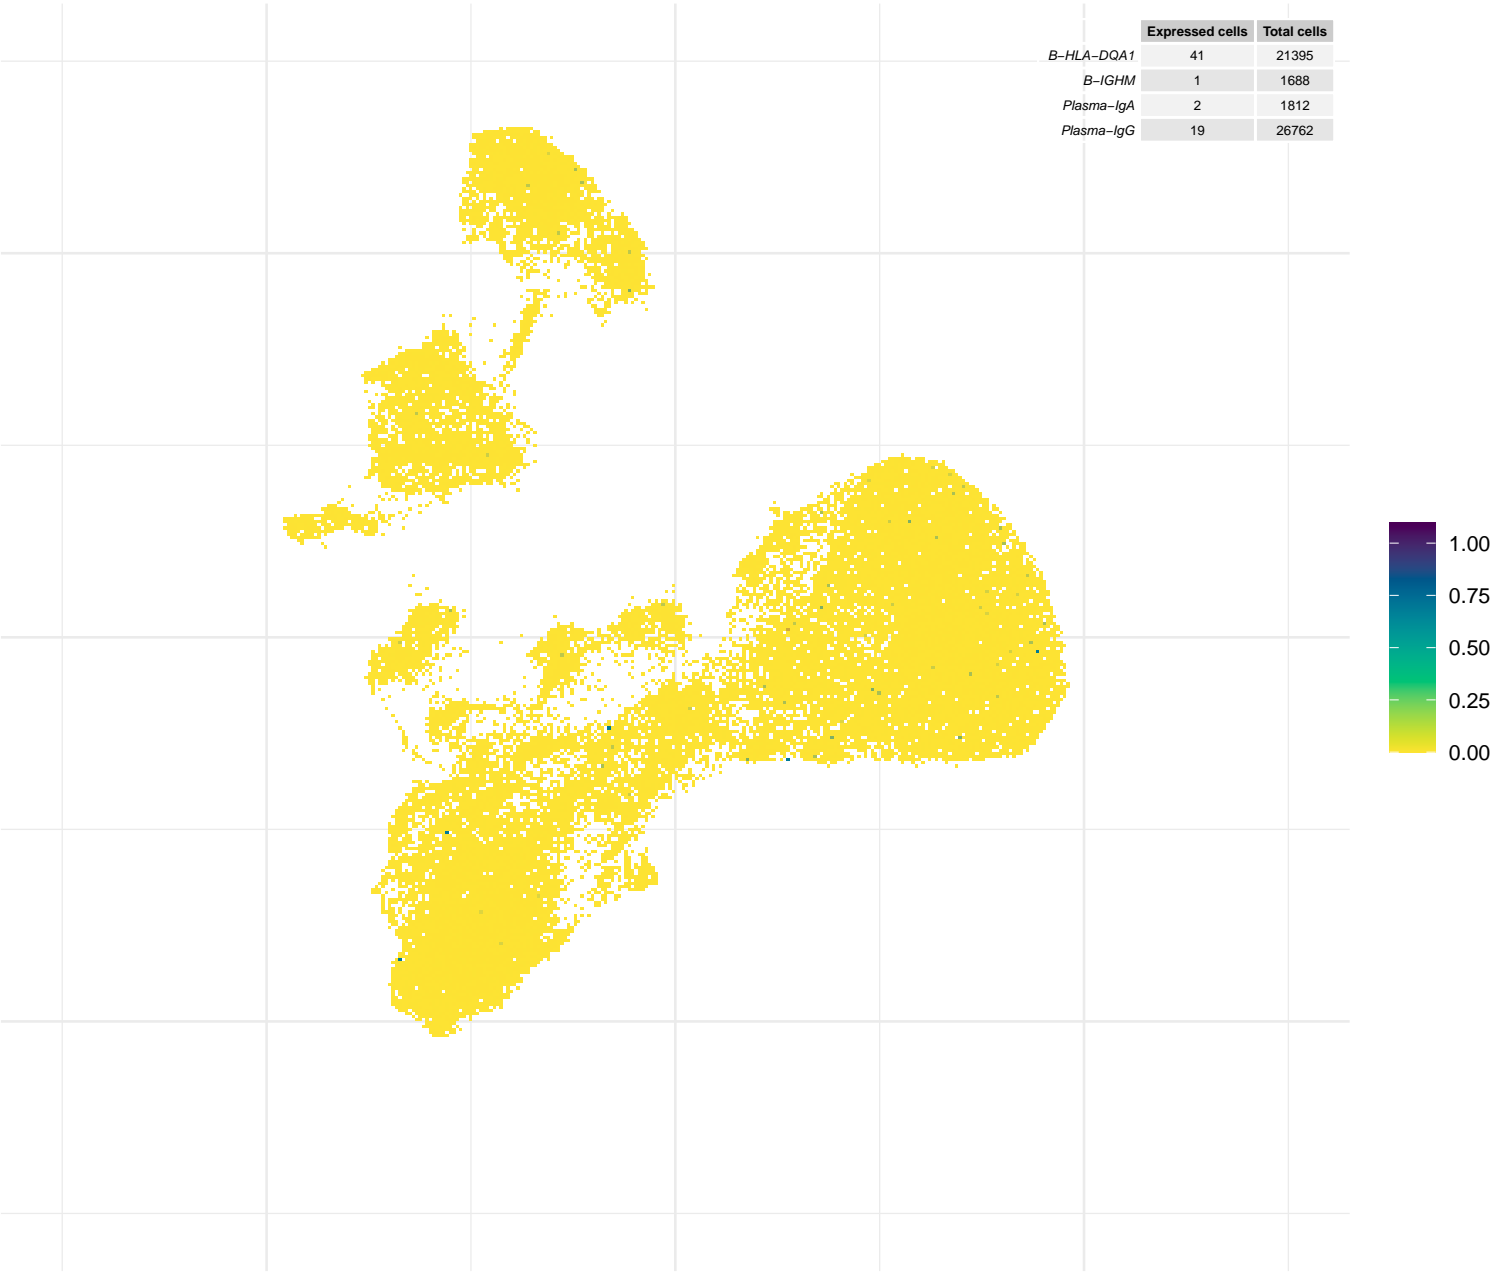 Expressed cells Total cells
B−HLA−DQA1 41 21395
B−IGHM 1 1688
Plasma−IgA 2 1812
Plasma−IgG 19 26762
1.00
0.75
0.50
0.25
0.00